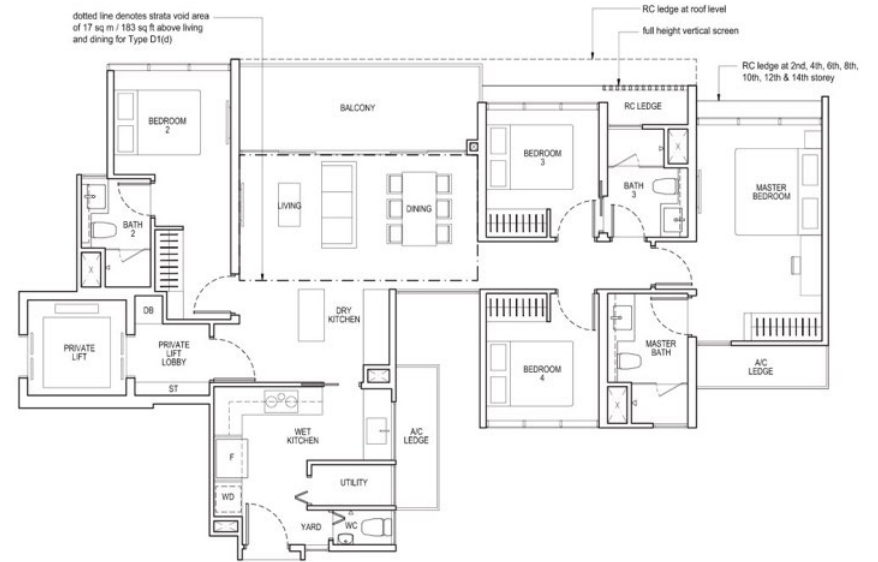 dotted line denotes strata void area
of 17 sq m / 183 sq ft above living
and dining for Type D1(d)
RC ledge at roof level
full height vertical screen
RC ledge at 2nd, 4th, 6th, 8th,
10th, 12th & 14th storey
BALCONY
RC LEDGE
BEDROOM
2
BEDROOM
3
X
BATH
3
MASTER
BEDROOM
LIVING
DINING
BATH
2
X
DB
DRY
KITCHEN
PRIVATE
LIFT
PRIVATE
LIFT
LOBBY
ST
BEDROOM
4
MASTER
BATH
A/C
LEDGE
X
WET
KITCHEN
A/C
LEDGE
F
WD
UTILITY
YARD
WC